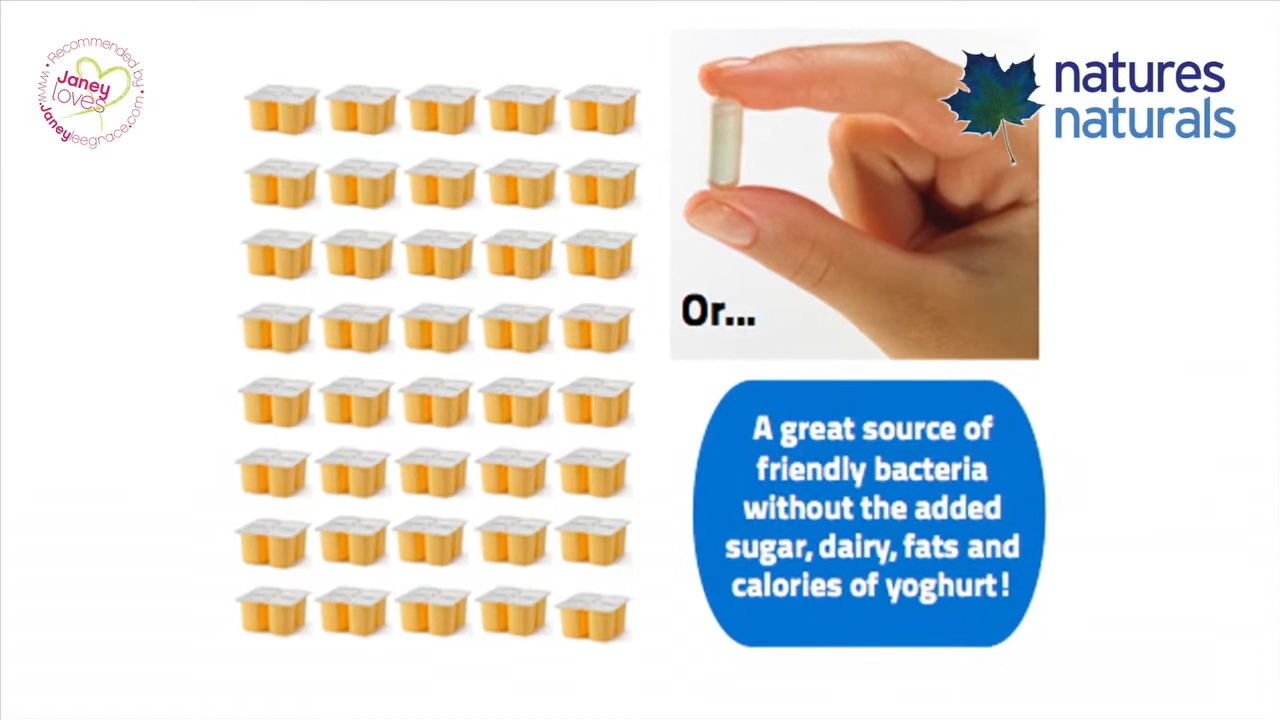 • Recommended by •
Janey
loves
www.Janeyleegrace.com
natures
naturals
Or...
A great source of
friendly bacteria
without the added
sugar, dairy, fats and
calories of yoghurt!